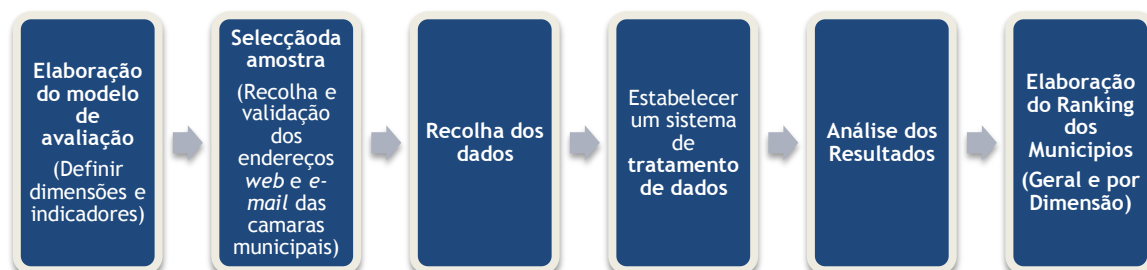 Elaboração
do modelo
de
avaliação
(Definir
dimensões e
indicadores)
Selecçãoda
amostra
(Recolha e
validação
dos
endereços
web e e-
mail das
camaras
municipais)
Recolha dos
dados
Estabelecer
um sistema
de
tratamento
de dados
Análise dos
Resultados
Elaboração
do Ranking
dos
Municipios
(Geral e por
Dimensão)